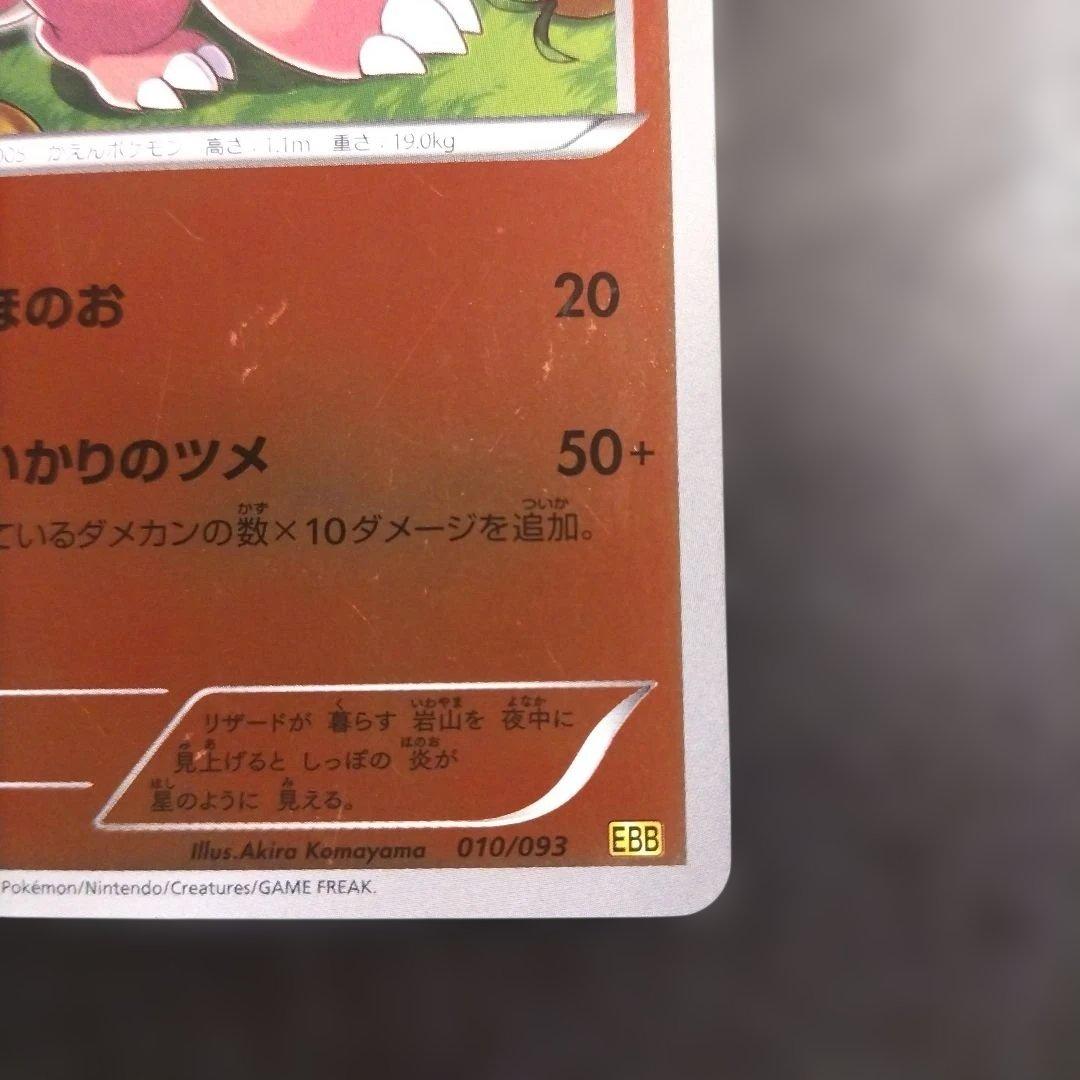 かえんポケモン 高さ：1.1m 重さ：19.0kg
ほのお 20
いかりのツメ 50+
ているダメカンの数×10ダメージを追加。
リザードが 暮らす 岩山を 夜中に
見上げると しっぽの 炎が
星のように 見える。
Illus.Akira Komayama 010/093 EBB
Pokémon/Nintendo/Creatures/GAME FREAK.